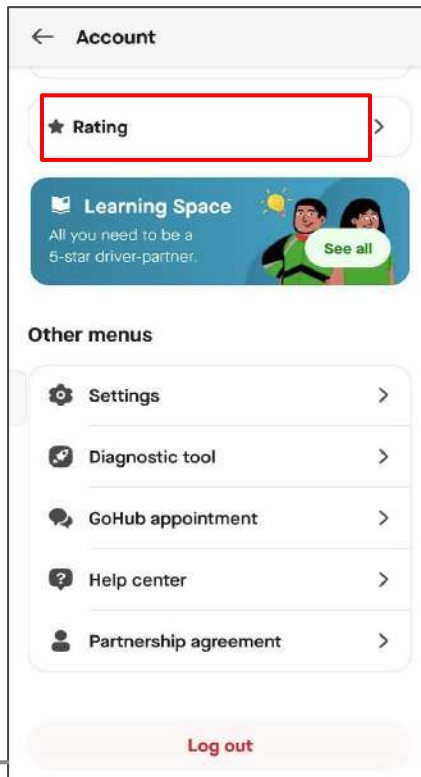 Account
Rating
Learning Space
All you need to be a
5-star driver-partner.
See all
Other menus
Settings
Diagnostic tool
GoHub appointment
Help center
Partnership agreement
Log out